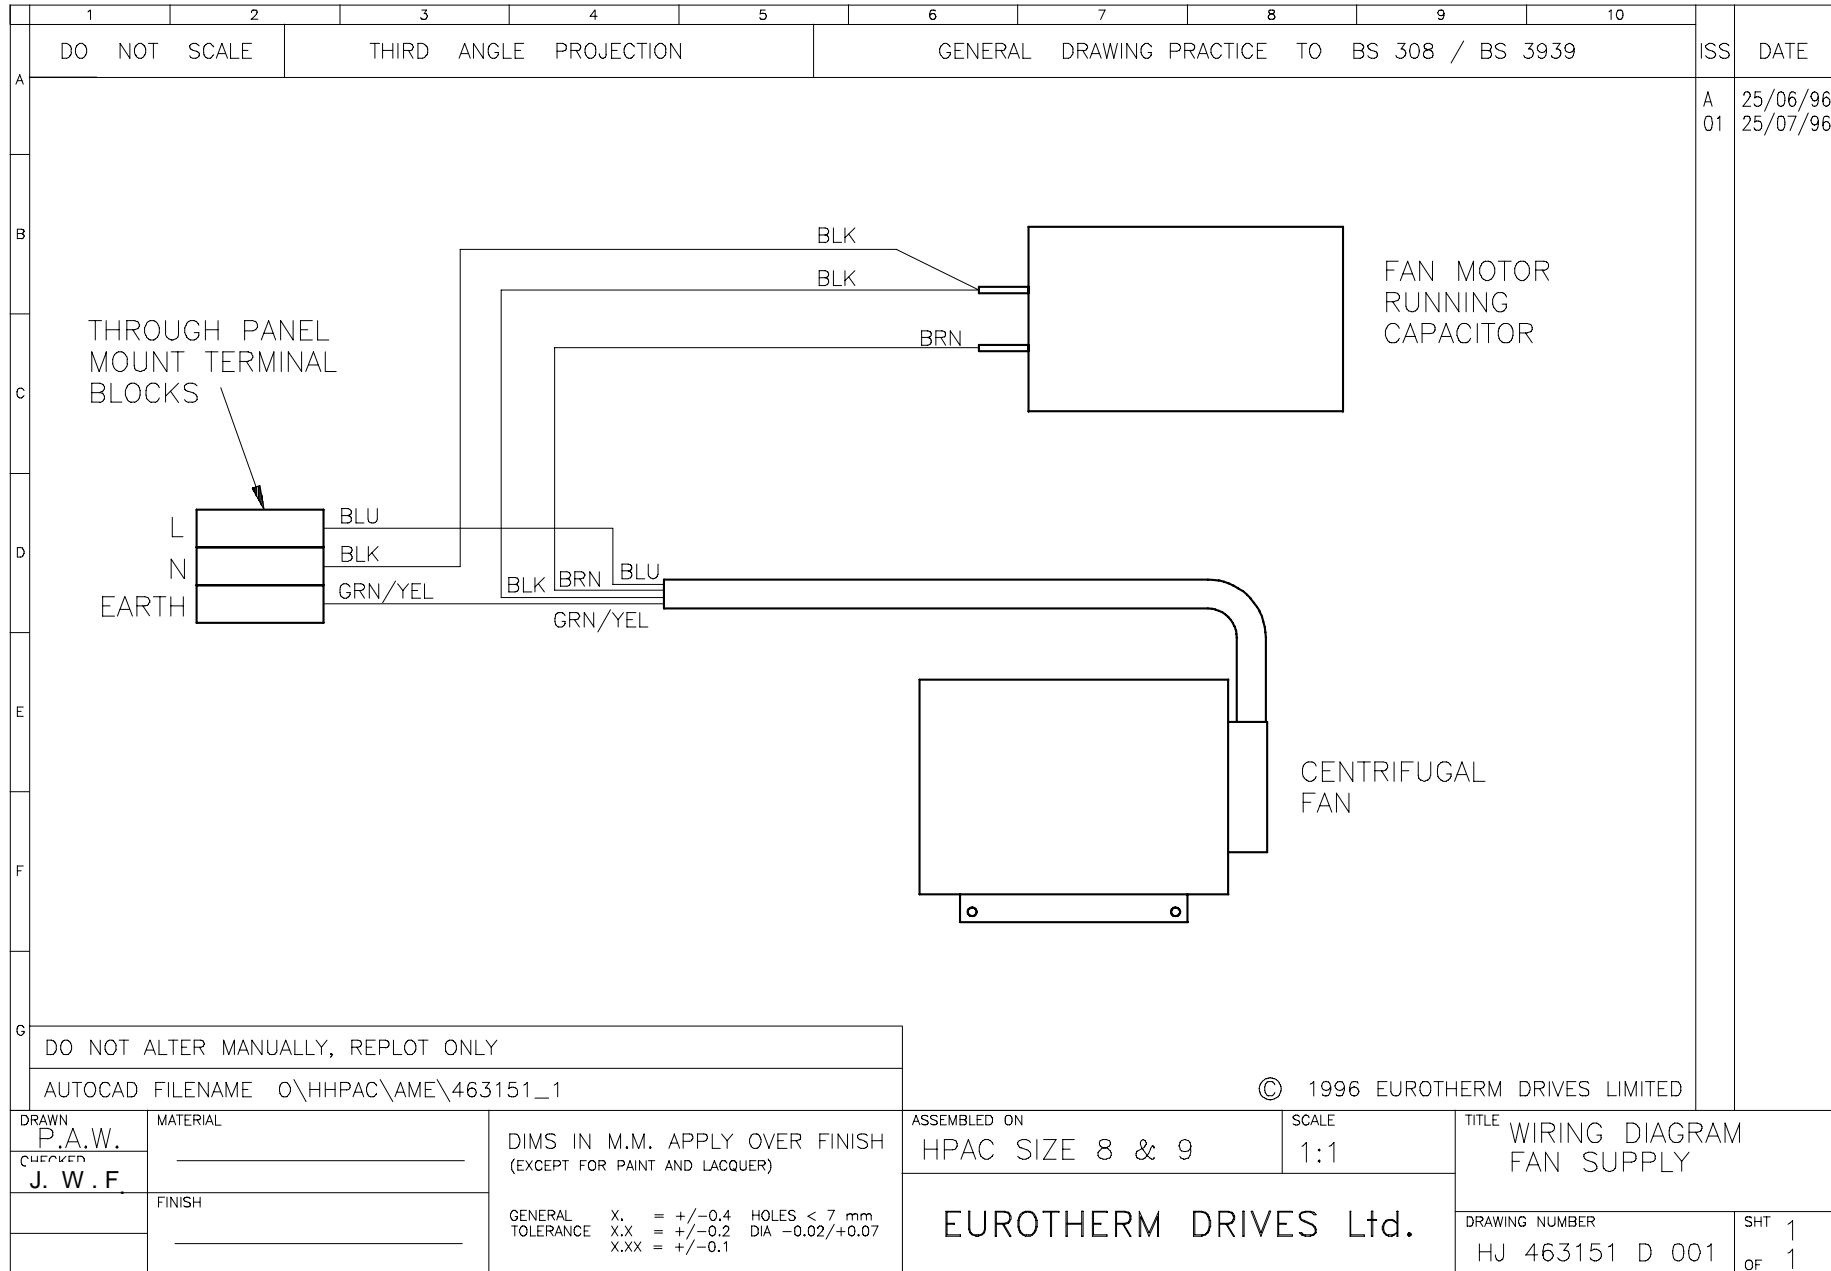 1 2 3 4 5 6 7 8 9 10
DO NOT SCALE
THIRD ANGLE PROJECTION
GENERAL DRAWING PRACTICE TO BS 308 / BS 3939
ISS DATE
A 25/06/96
01 25/07/96
A
B
C
D
E
F
G
BLK
BLK
BRN
FAN MOTOR
RUNNING
CAPACITOR
THROUGH PANEL
MOUNT TERMINAL
BLOCKS
L
N
EARTH
BLU
BLK
GRN/YEL
BLK BRN BLU
GRN/YEL
CENTRIFUGAL
FAN
DO NOT ALTER MANUALLY, REPLOT ONLY
AUTOCAD FILENAME O\HHPAC\AME\463151_1
© 1996 EUROTHERM DRIVES LIMITED
DRAWN
P.A.W.
CHECKED
J. W . F.
MATERIAL
FINISH
DIMS IN M.M. APPLY OVER FINISH
(EXCEPT FOR PAINT AND LACQUER)
GENERAL X. = +/-0.4 HOLES < 7 mm
TOLERANCE X.X = +/-0.2 DIA -0.02/+0.07
X.XX = +/-0.1
ASSEMBLED ON
HPAC SIZE 8 & 9
SCALE
1:1
EUROTHERM DRIVES Ltd.
TITLE WIRING DIAGRAM
FAN SUPPLY
DRAWING NUMBER
HJ 463151 D 001
SHT 1
OF 1